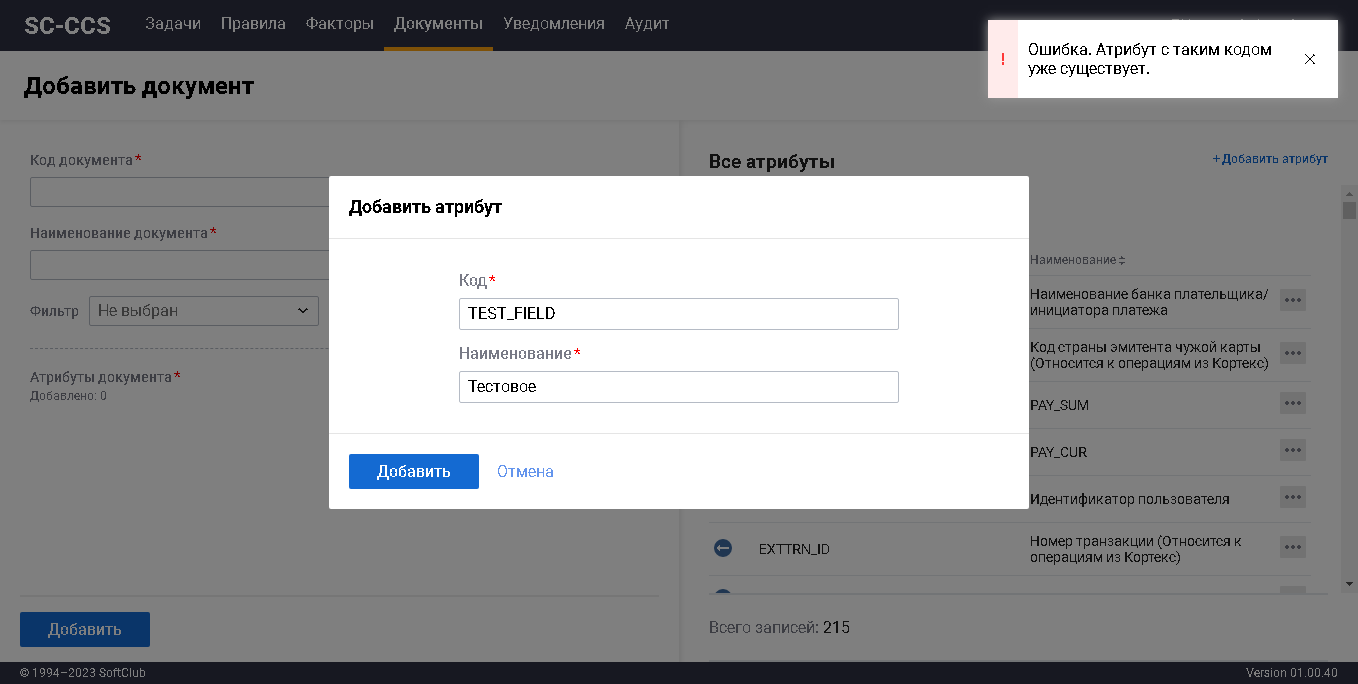 SC-CCS Задачи Правила Факторы Документы Уведомления Аудит
! Ошибка. Атрибут с таким кодом
уже существует.
Добавить документ
Код документа*
Наименование документа*
Фильтр Не выбран
Атрибуты документа*
Добавлено: 0
Добавить
Все атрибуты
+Добавить атрибут
Наименование
Наименование банка плательщика/
инициатора платежа
Код страны эмитента чужой карты
(Относится к операциям из Кортекс)
PAY_SUM
PAY_CUR
Идентификатор пользователя
EXTTRN_ID
Номер транзакции (Относится к
операциям из Кортекс)
Всего записей: 215
Добавить атрибут
Код*
TEST_FIELD
Наименование*
Тестовое
Добавить Отмена
© 1994–2023 SoftClub
Version 01.00.40